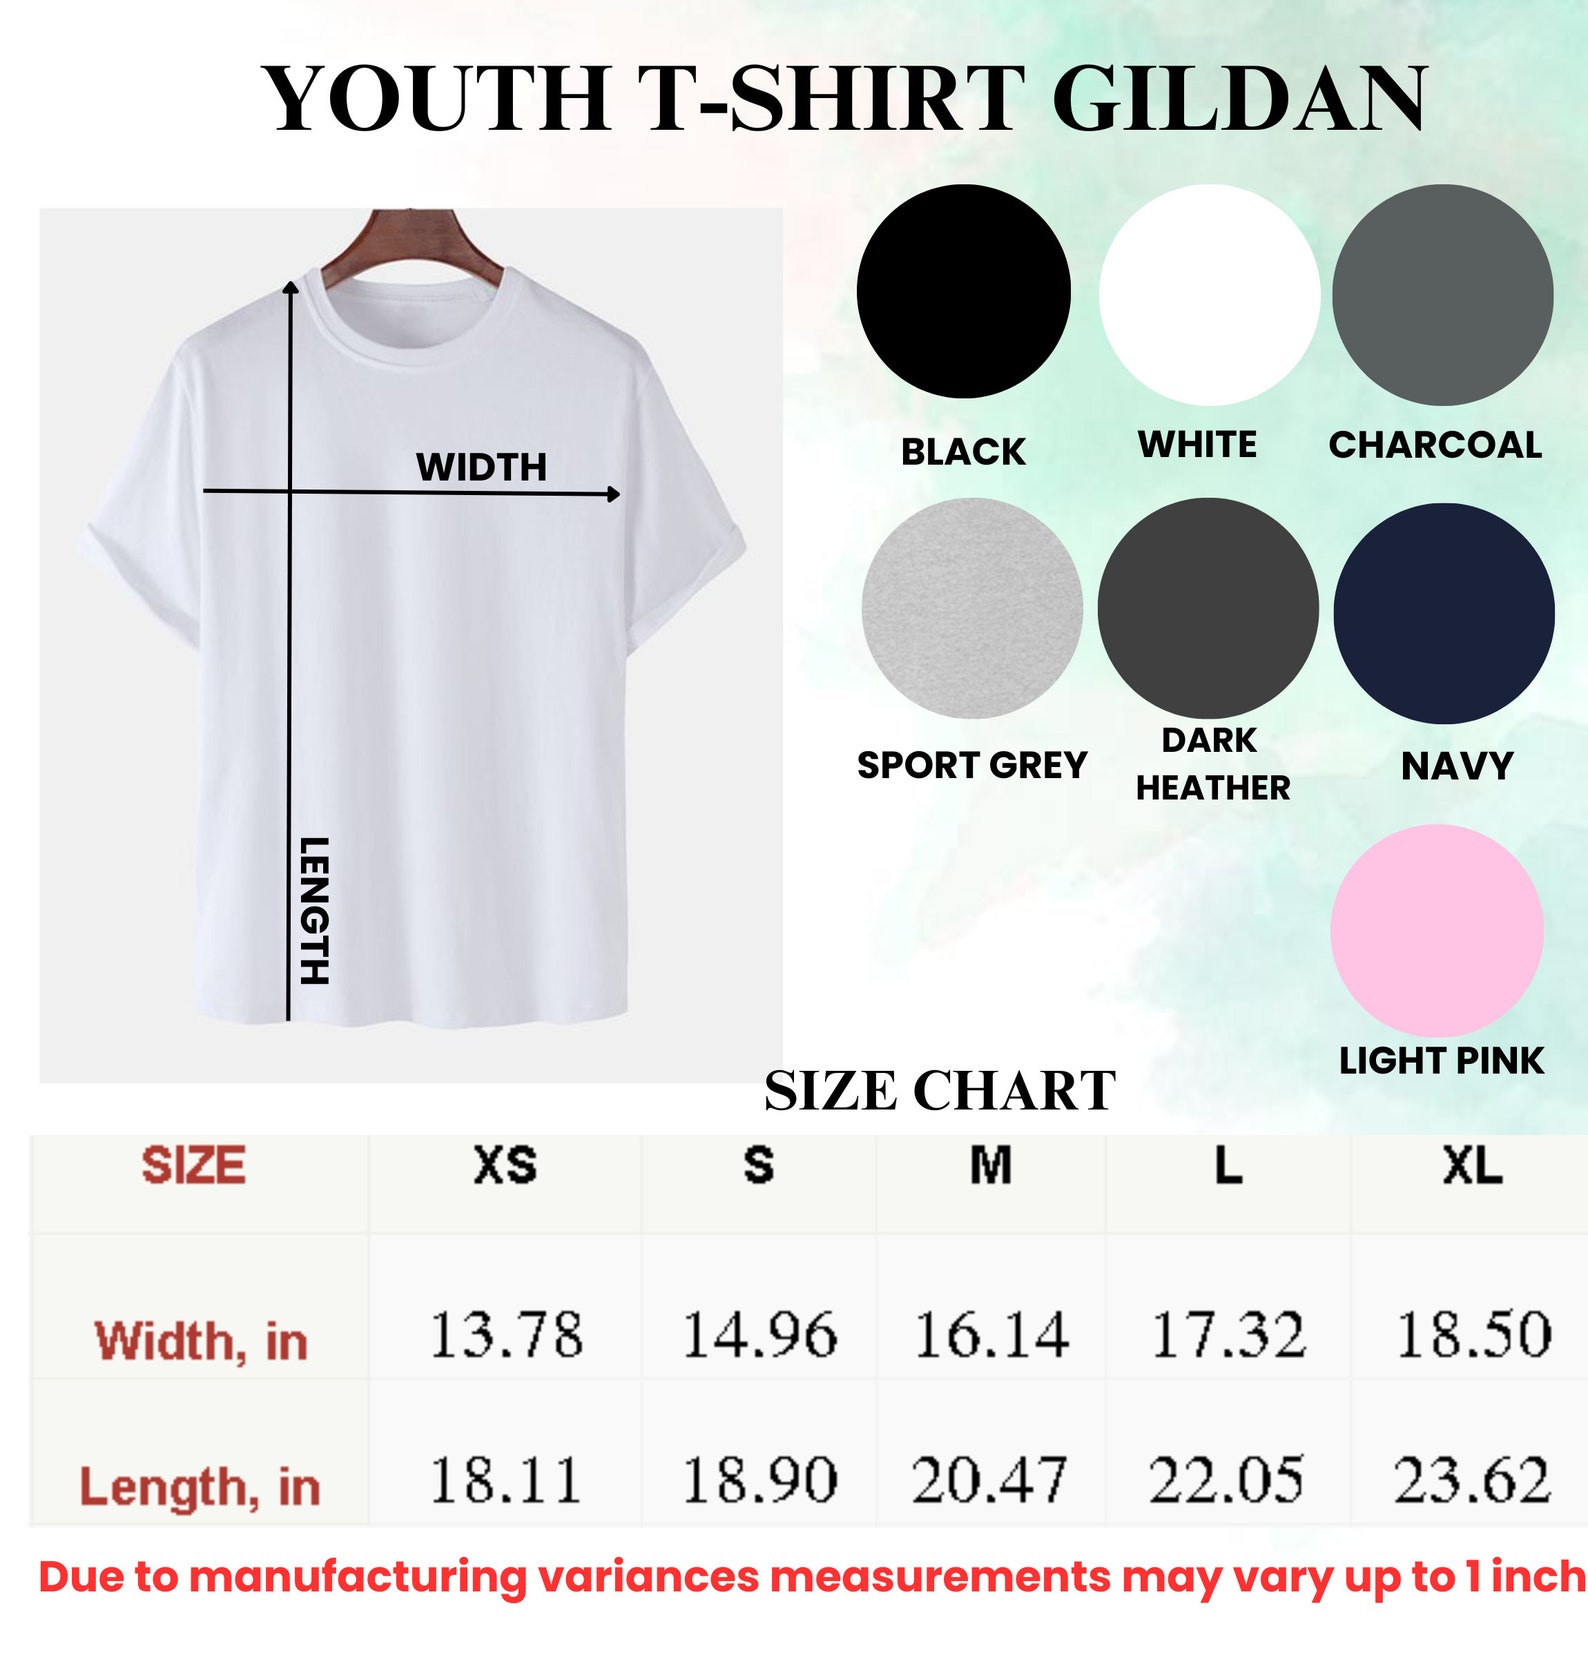 YOUTH T-SHIRT GILDAN
WIDTH
LENGTH
BLACK
WHITE
CHARCOAL
SPORT GREY
DARK
HEATHER
NAVY
LIGHT PINK
SIZE CHART
SIZE XS S M L XL
Width, in 13.78 14.96 16.14 17.32 18.50
Length, in 18.11 18.90 20.47 22.05 23.62
Due to manufacturing variances measurements may vary up to 1 inch